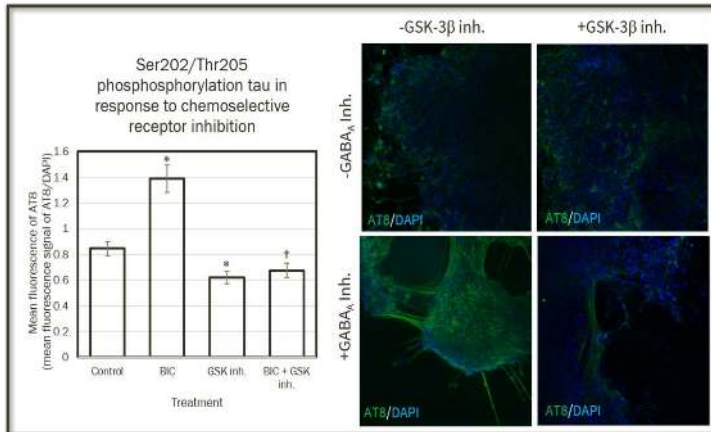 Ser202/Thr205
phosphosphorylation tau in
response to chemoselective
receptor inhibition
Mean fluorescence of AT8
(mean fluorescence signal of AT8/DAPI)
1.6
1.4
1.2
1
0.8
0.6
0.4
0.2
0
*
*
†
Control
BIC
GSK inh.
BIC + GSK
inh.
Treatment
-GSK-3β inh.
+GSK-3β inh.
-GABAA Inh.
AT8/DAPI
AT8/DAPI
+GABAA Inh.
AT8/DAPI
AT8/DAPI